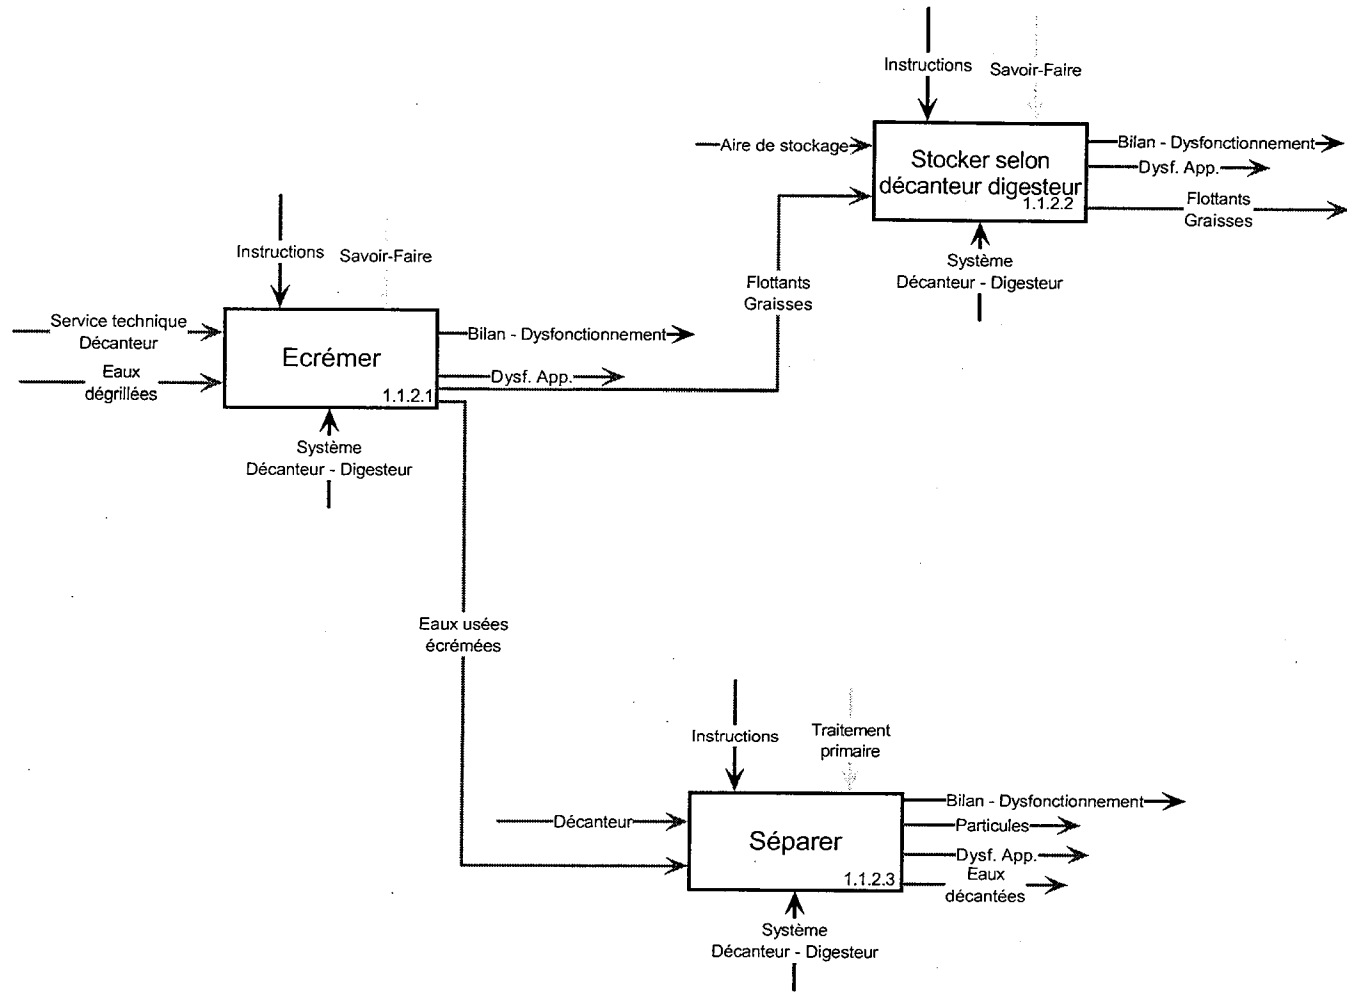 Instructions
Savoir-Faire
Aire de stockage
Stocker selon
décanteur digesteur
1.1.2.2
Bilan - Dysfonctionnement
Dysf. App.
Flottants
Graisses
Système
Décanteur - Digesteur
Instructions
Savoir-Faire
Service technique
Décanteur
Eaux
dégrillées
Ecrémer
1.1.2.1
Bilan - Dysfonctionnement
Dysf. App.
Flottants
Graisses
Système
Décanteur - Digesteur
Eaux usées
écrémées
Instructions
Traitement
primaire
Décanteur
Séparer
1.1.2.3
Bilan - Dysfonctionnement
Particules
Dysf. App.
Eaux
décantées
Système
Décanteur - Digesteur